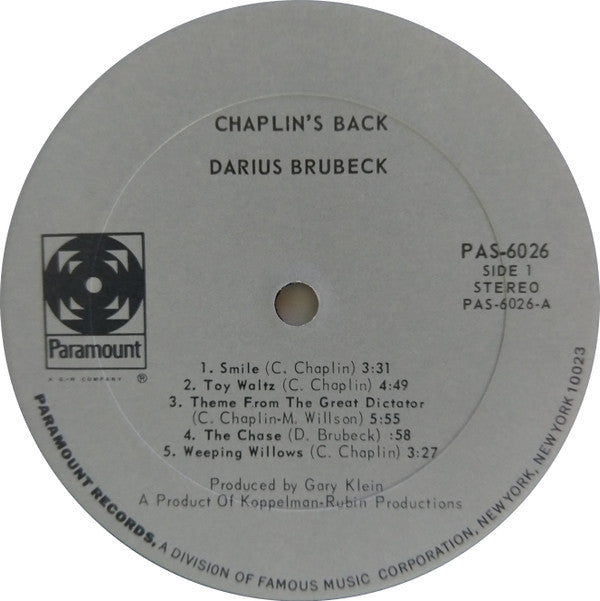 CHAPLIN'S BACK
DARIUS BRUBECK
PAS-6026
SIDE 1
STEREO
PAS-6026-A
Paramount
A G+W COMPANY ®
1. Smile (C. Chaplin) 3:31
2. Toy Waltz (C. Chaplin) 4:49
3. Theme From The Great Dictator
(C. Chaplin-M. Willson) 5:55
4. The Chase (D. Brubeck) :58
5. Weeping Willows (C. Chaplin) 3:27
Produced by Gary Klein
A Product Of Koppelman-Rubin Productions
PARAMOUNT RECORDS, A DIVISION OF FAMOUS MUSIC CORPORATION, NEW YORK, NEW YORK 10023